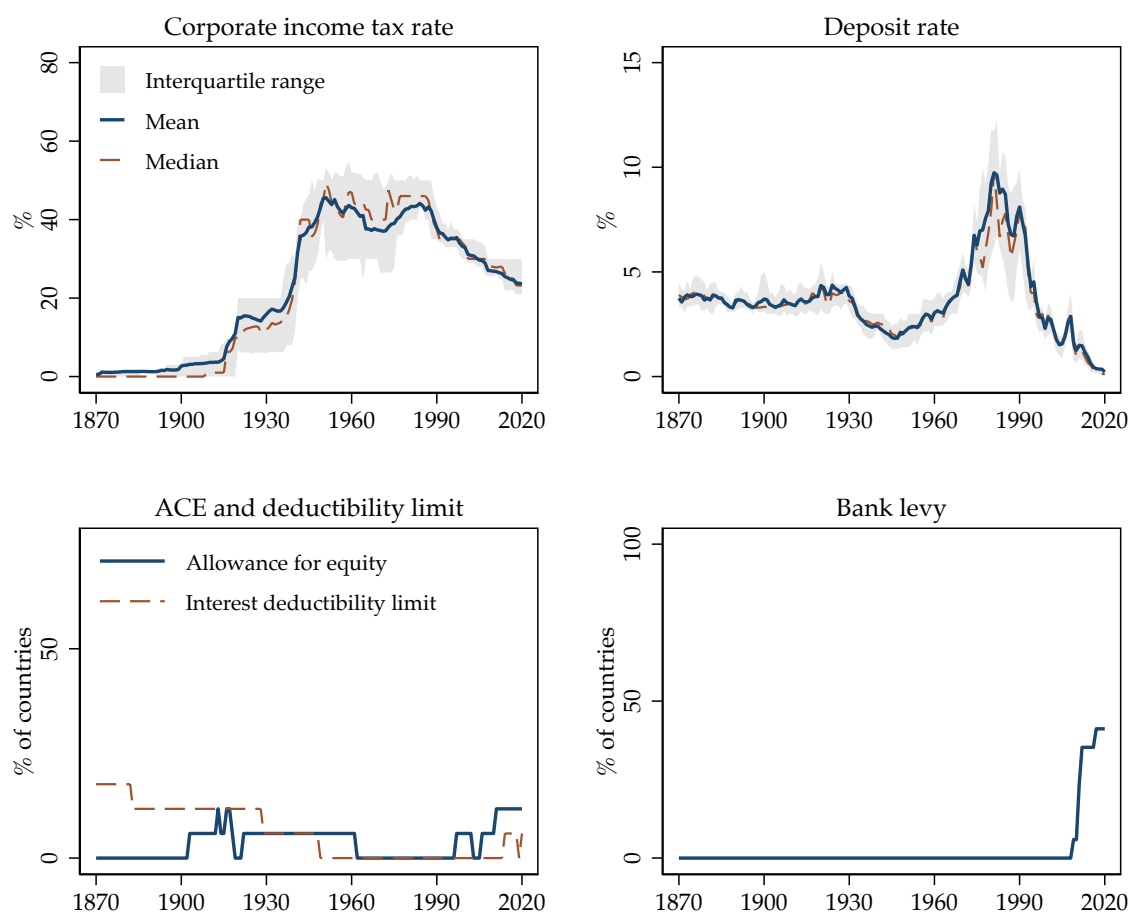 Corporate income tax rate
80
60
40
20
0
%
Interquartile range
Mean
Median
1870 1900 1930 1960 1990 2020
Deposit rate
15
10
5
0
%
1870 1900 1930 1960 1990 2020
ACE and deductibility limit
50
0
% of countries
Allowance for equity
Interest deductibility limit
1870 1900 1930 1960 1990 2020
Bank levy
100
50
0
% of countries
1870 1900 1930 1960 1990 2020